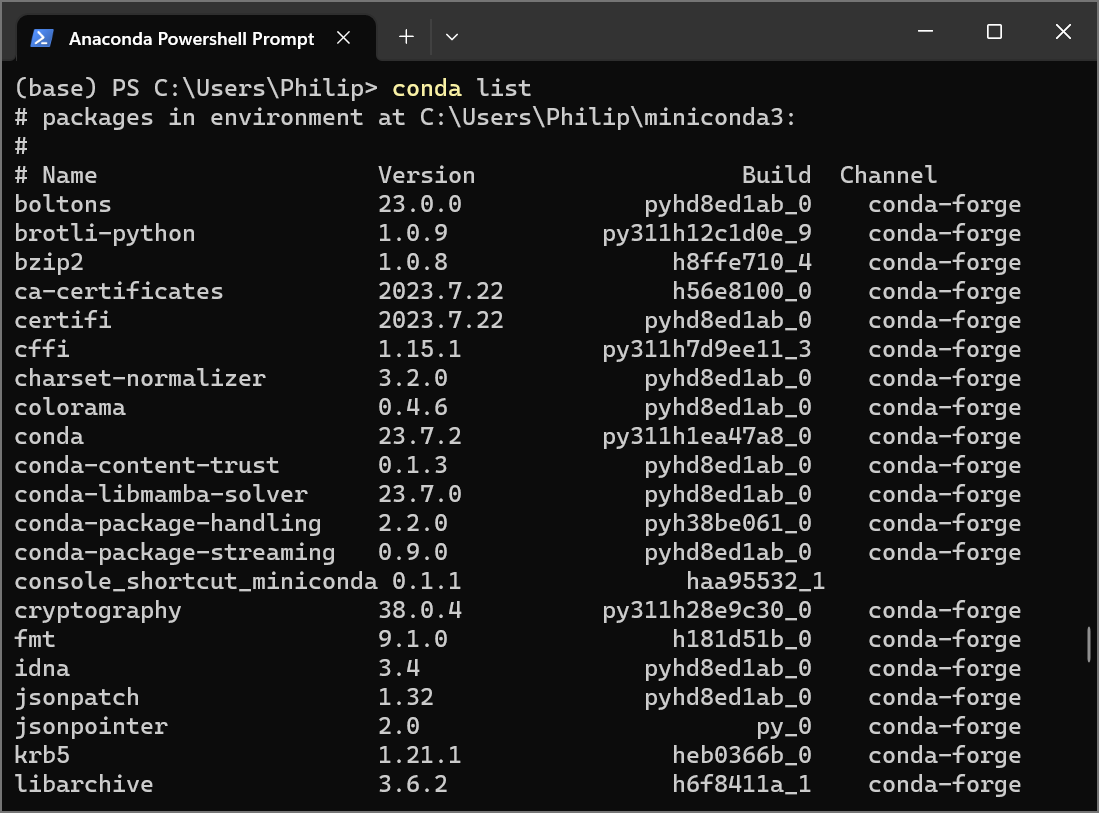 Anaconda Powershell Prompt
(base) PS C:\Users\Philip> conda list
# packages in environment at C:\Users\Philip\miniconda3:
#
# Name                    Version                   Build  Channel
boltons                   23.0.0             pyhd8ed1ab_0    conda-forge
brotli-python             1.0.9           py311h12c1d0e_9    conda-forge
bzip2                     1.0.8                h8ffe710_4    conda-forge
ca-certificates           2023.7.22            h56e8100_0    conda-forge
certifi                   2023.7.22          pyhd8ed1ab_0    conda-forge
cffi                      1.15.1          py311h7d9ee11_3    conda-forge
charset-normalizer        3.2.0              pyhd8ed1ab_0    conda-forge
colorama                  0.4.6              pyhd8ed1ab_0    conda-forge
conda                     23.7.2          py311h1ea47a8_0    conda-forge
conda-content-trust       0.1.3              pyhd8ed1ab_0    conda-forge
conda-libmamba-solver     23.7.0             pyhd8ed1ab_0    conda-forge
conda-package-handling    2.2.0              pyh38be061_0    conda-forge
conda-package-streaming   0.9.0              pyhd8ed1ab_0    conda-forge
console_shortcut_miniconda 0.1.1                haa95532_1
cryptography              38.0.4          py311h28e9c30_0    conda-forge
fmt                       9.1.0                h181d51b_0    conda-forge
idna                      3.4                pyhd8ed1ab_0    conda-forge
jsonpatch                 1.32               pyhd8ed1ab_0    conda-forge
jsonpointer               2.0                        py_0    conda-forge
krb5                      1.21.1               heb0366b_0    conda-forge
libarchive                3.6.2                h6f8411a_1    conda-forge